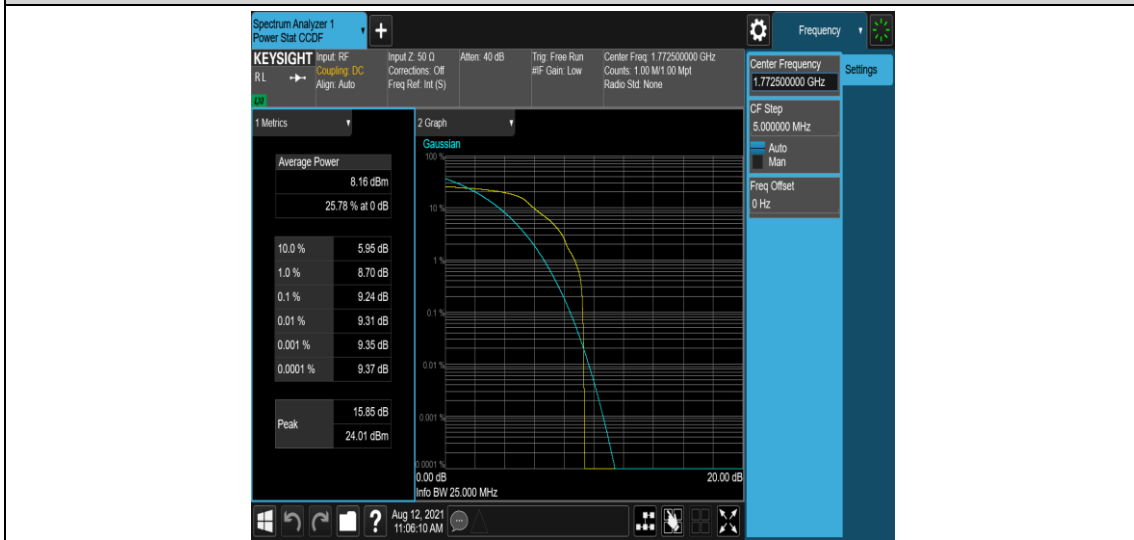 Spectrum Analyzer 1
Power Stat CCDF
+
Frequency
KEYSIGHT
RL
LXI
Input: RF
Coupling: DC
Align: Auto
Input Z: 50 Ω
Corrections: Off
Freq Ref: Int (S)
Atten: 40 dB
Trig: Free Run
#IF Gain: Low
Center Freq: 1.772500000 GHz
Counts: 1.00 M/1.00 Mpt
Radio Std: None
Center Frequency
1.772500000 GHz
Settings
CF Step
5.000000 MHz
Auto
Man
Freq Offset
0 Hz
1 Metrics
Average Power
8.16 dBm
25.78 % at 0 dB
10.0 % 5.95 dB
1.0 % 8.70 dB
0.1 % 9.24 dB
0.01 % 9.31 dB
0.001 % 9.35 dB
0.0001 % 9.37 dB
Peak
15.85 dB
24.01 dBm
2 Graph
Gaussian
100 %
10 %
1 %
0.1 %
0.01 %
0.001 %
0.0001 %
0.00 dB 20.00 dB
Info BW 25.000 MHz
?
Aug 12, 2021
11:06:10 AM